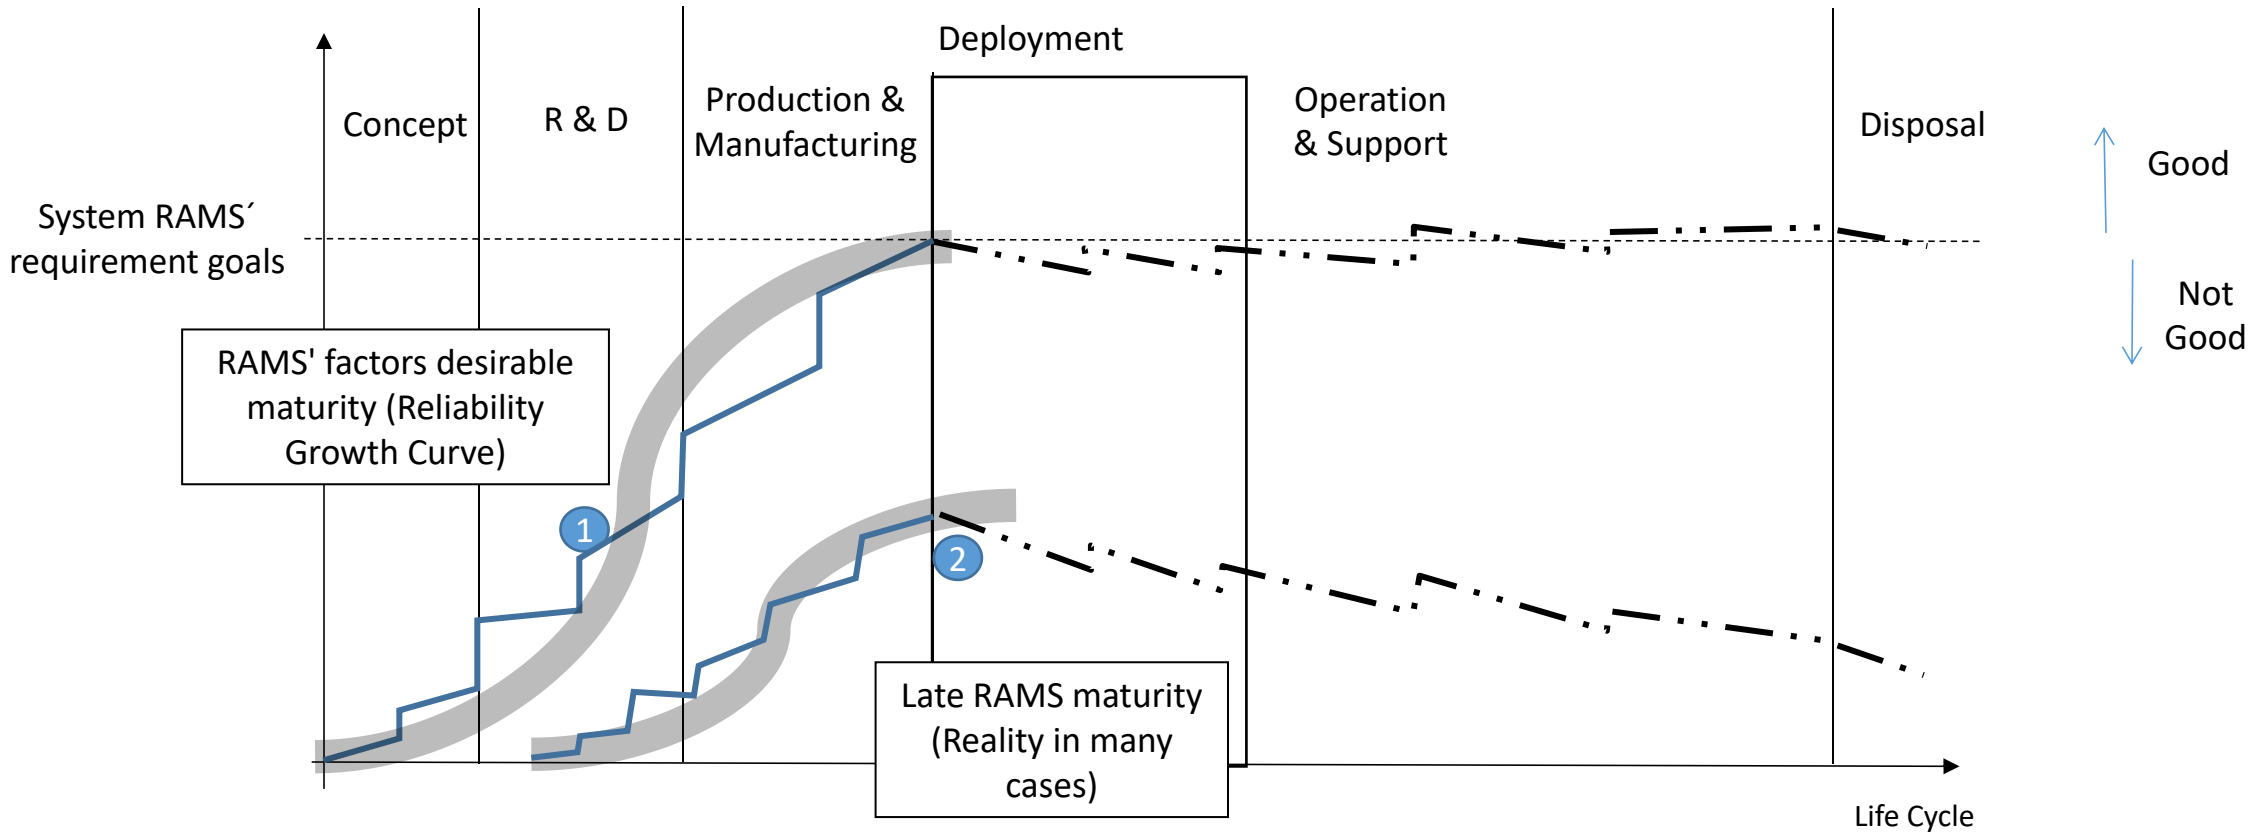 Deployment
Concept
R & D
Production &
Manufacturing
Operation
& Support
Disposal
Good
System RAMS´
requirement goals
Not
Good
RAMS' factors desirable
maturity (Reliability
Growth Curve)
1
2
Late RAMS maturity
(Reality in many
cases)
Life Cycle